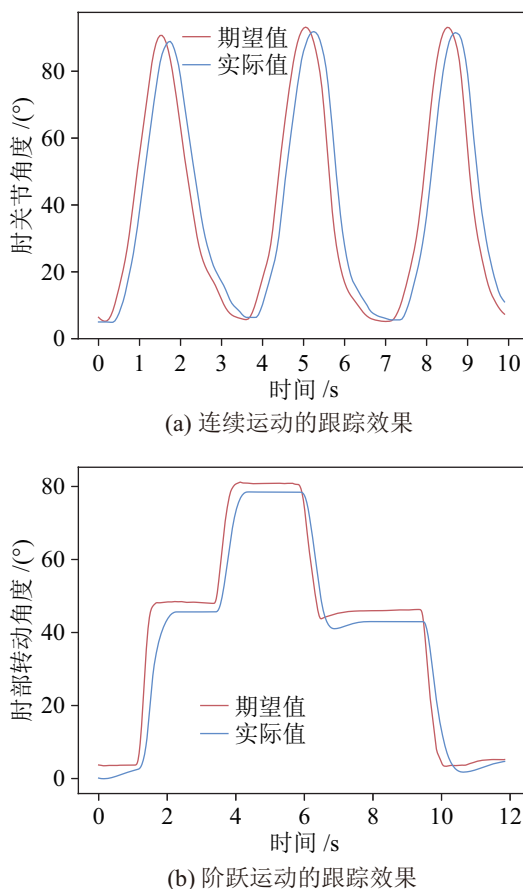 期望值
实际值
80
60
40
20
0
肘关节角度 /(°)
0 1 2 3 4 5 6 7 8 9 10
时间 /s
(a) 连续运动的跟踪效果
80
60
40
20
0
肘部转动角度 /(°)
期望值
实际值
0 2 4 6 8 10 12
时间 /s
(b) 阶跃运动的跟踪效果